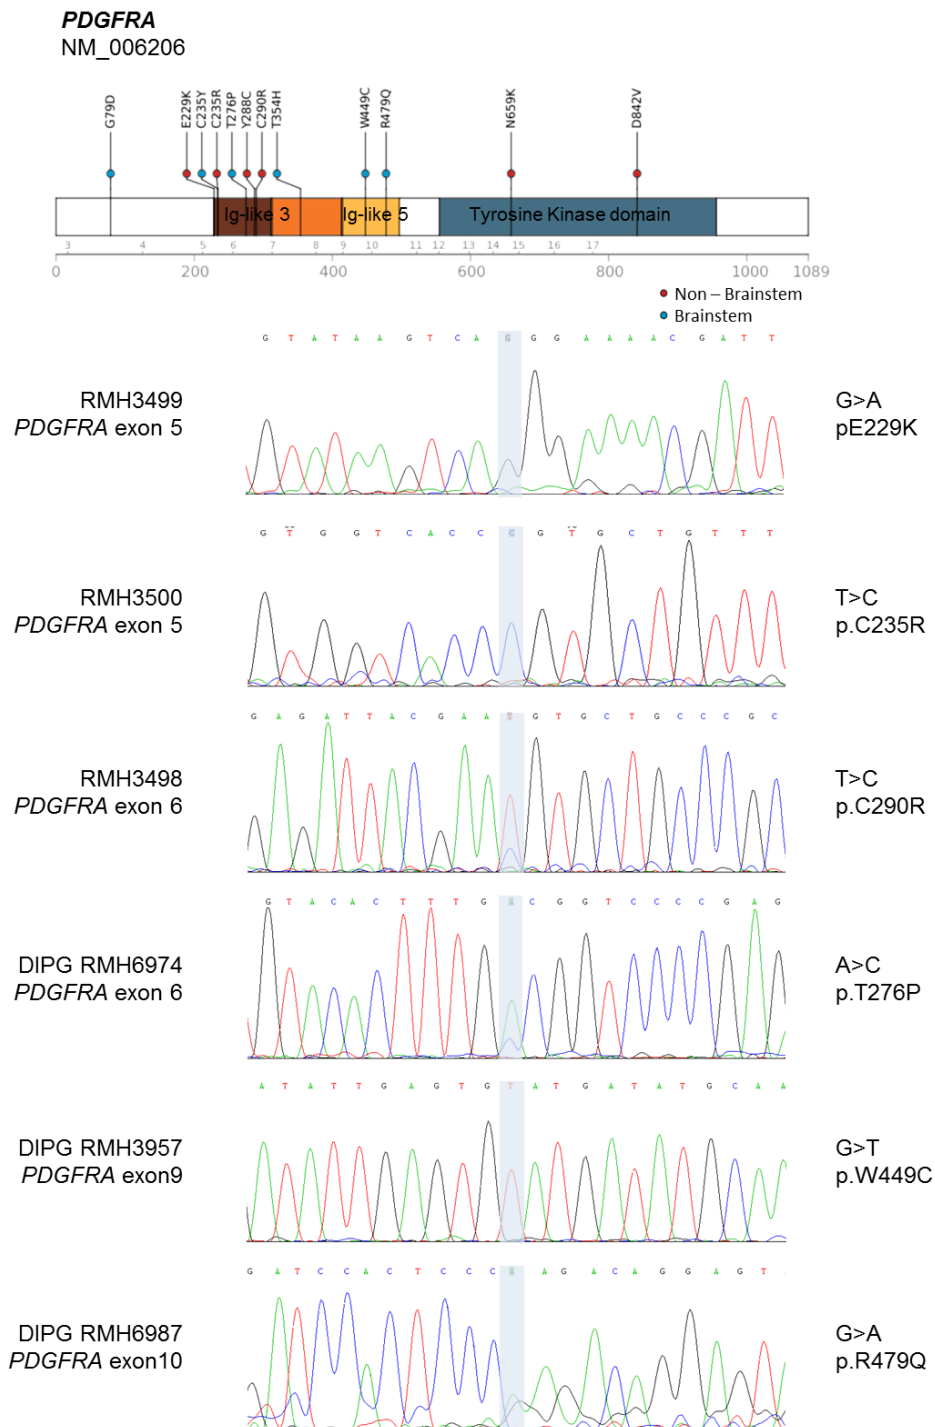 PDGFRA
NM_006206
G79D
E229K
C235Y
C235R
T276P
Y288C
C290R
T354H
W449C
R479Q
N659K
D842V
Ig-like 3
Ig-like 5
Tyrosine Kinase domain
3 4 5 6 7 8 9 10 11 12 13 14 15 16 17
0 200 400 600 800 1000 1089
Non – Brainstem
Brainstem
G T A T A A G T C A G G G A A A A C G A T T
RMH3499
PDGFRA exon 5
G>A
pE229K
G T G G T C A C C C G T G C T G T T T
RMH3500
PDGFRA exon 5
T>C
p.C235R
G A G A T T A C G A A T G T G C T G C C C G C
RMH3498
PDGFRA exon 6
T>C
p.C290R
G T A C A C T T T G A C G G T C C C C G A G
DIPG RMH6974
PDGFRA exon 6
A>C
p.T276P
A T A T T G A G T G T A T G A T A T G C A A
DIPG RMH3957
PDGFRA exon9
G>T
p.W449C
G A T C C A C T C C C A A G A C A G G A G T
DIPG RMH6987
PDGFRA exon10
G>A
p.R479Q